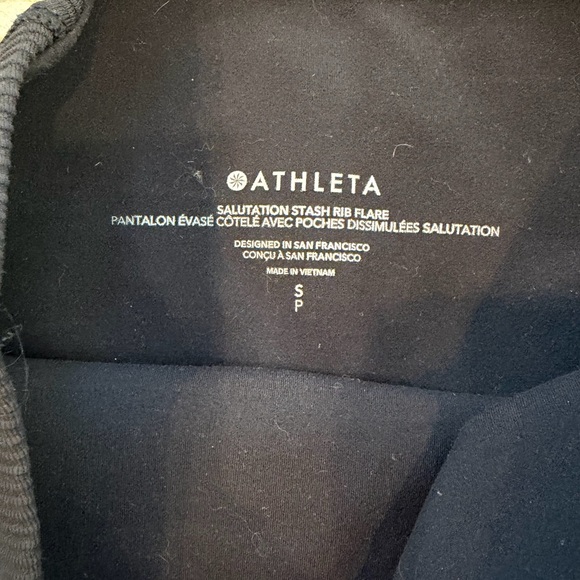 ATHLETA
SALUTATION STASH RIB FLARE
PANTALON ÉVASÉ CÔTELÉ AVEC POCHES DISSIMULÉES SALUTATION
DESIGNED IN SAN FRANCISCO
CONÇU À SAN FRANCISCO
MADE IN VIETNAM
S
P